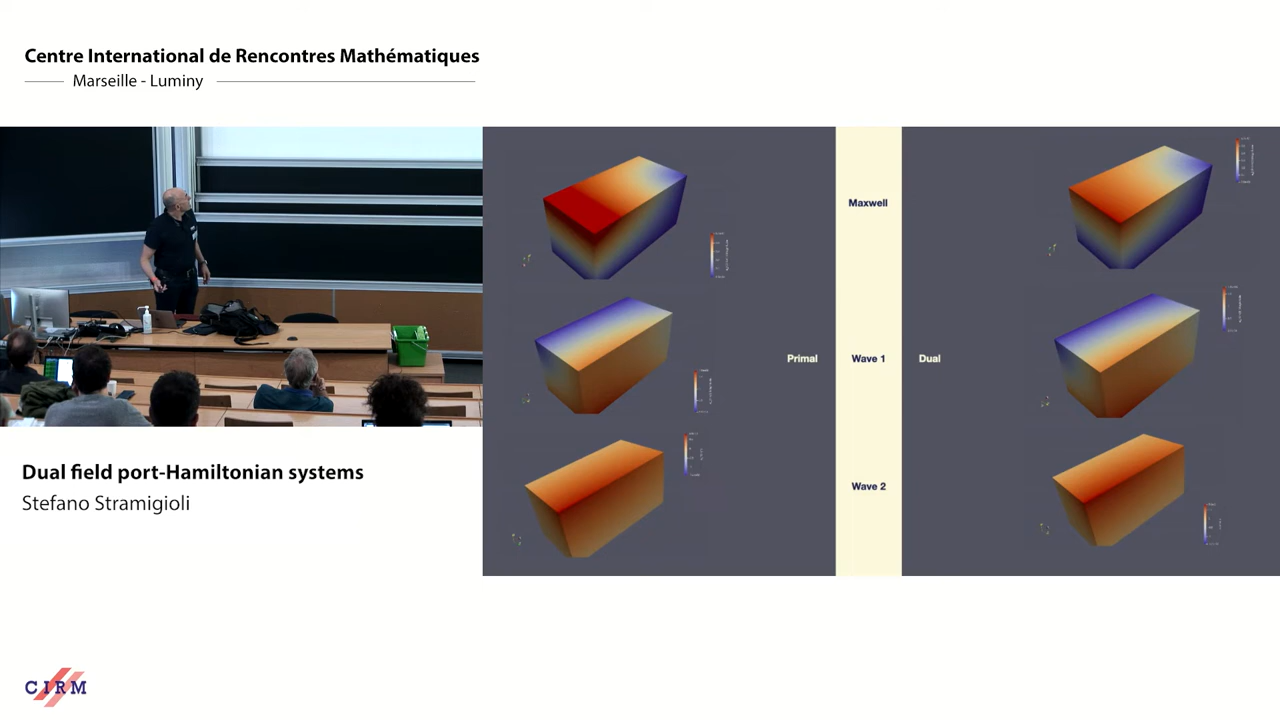 Centre International de Rencontres Mathématiques
Marseille - Luminy
Maxwell
Primal
Wave 1
Dual
Wave 2
Dual field port-Hamiltonian systems
Stefano Stramigioli
CIRM